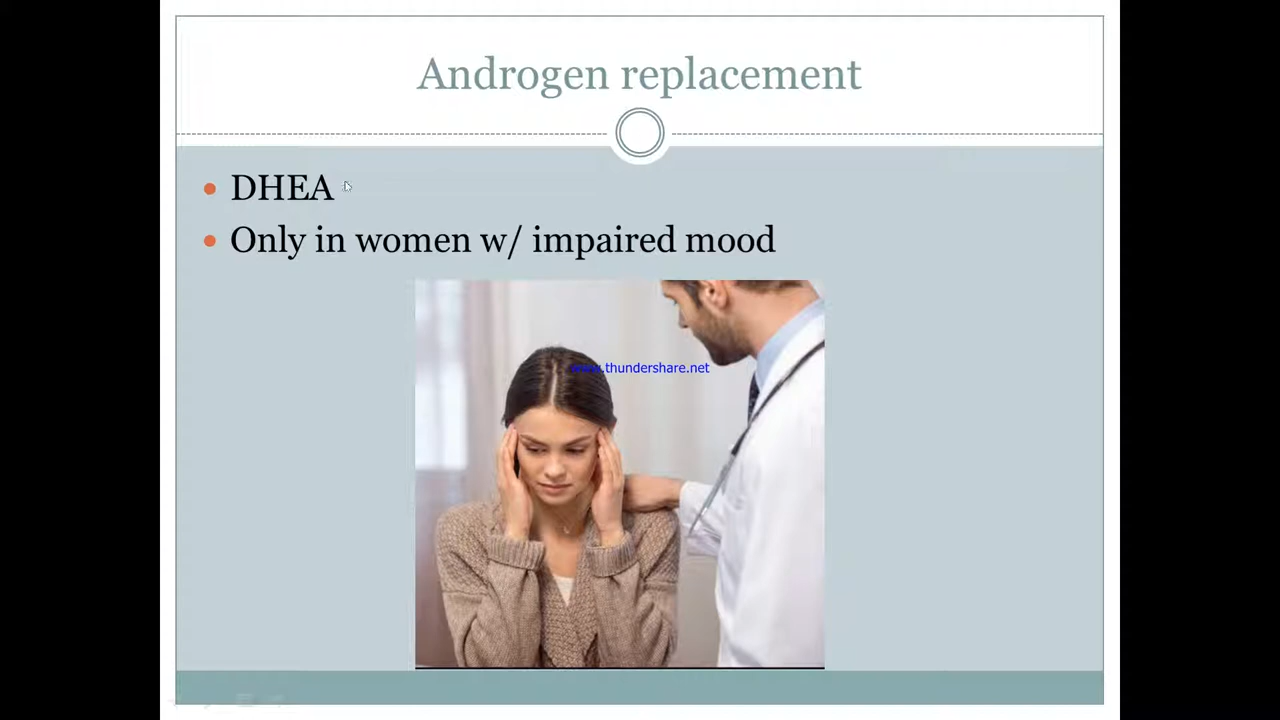 Androgen replacement
DHEA
Only in women w/ impaired mood
www.thundershare.net